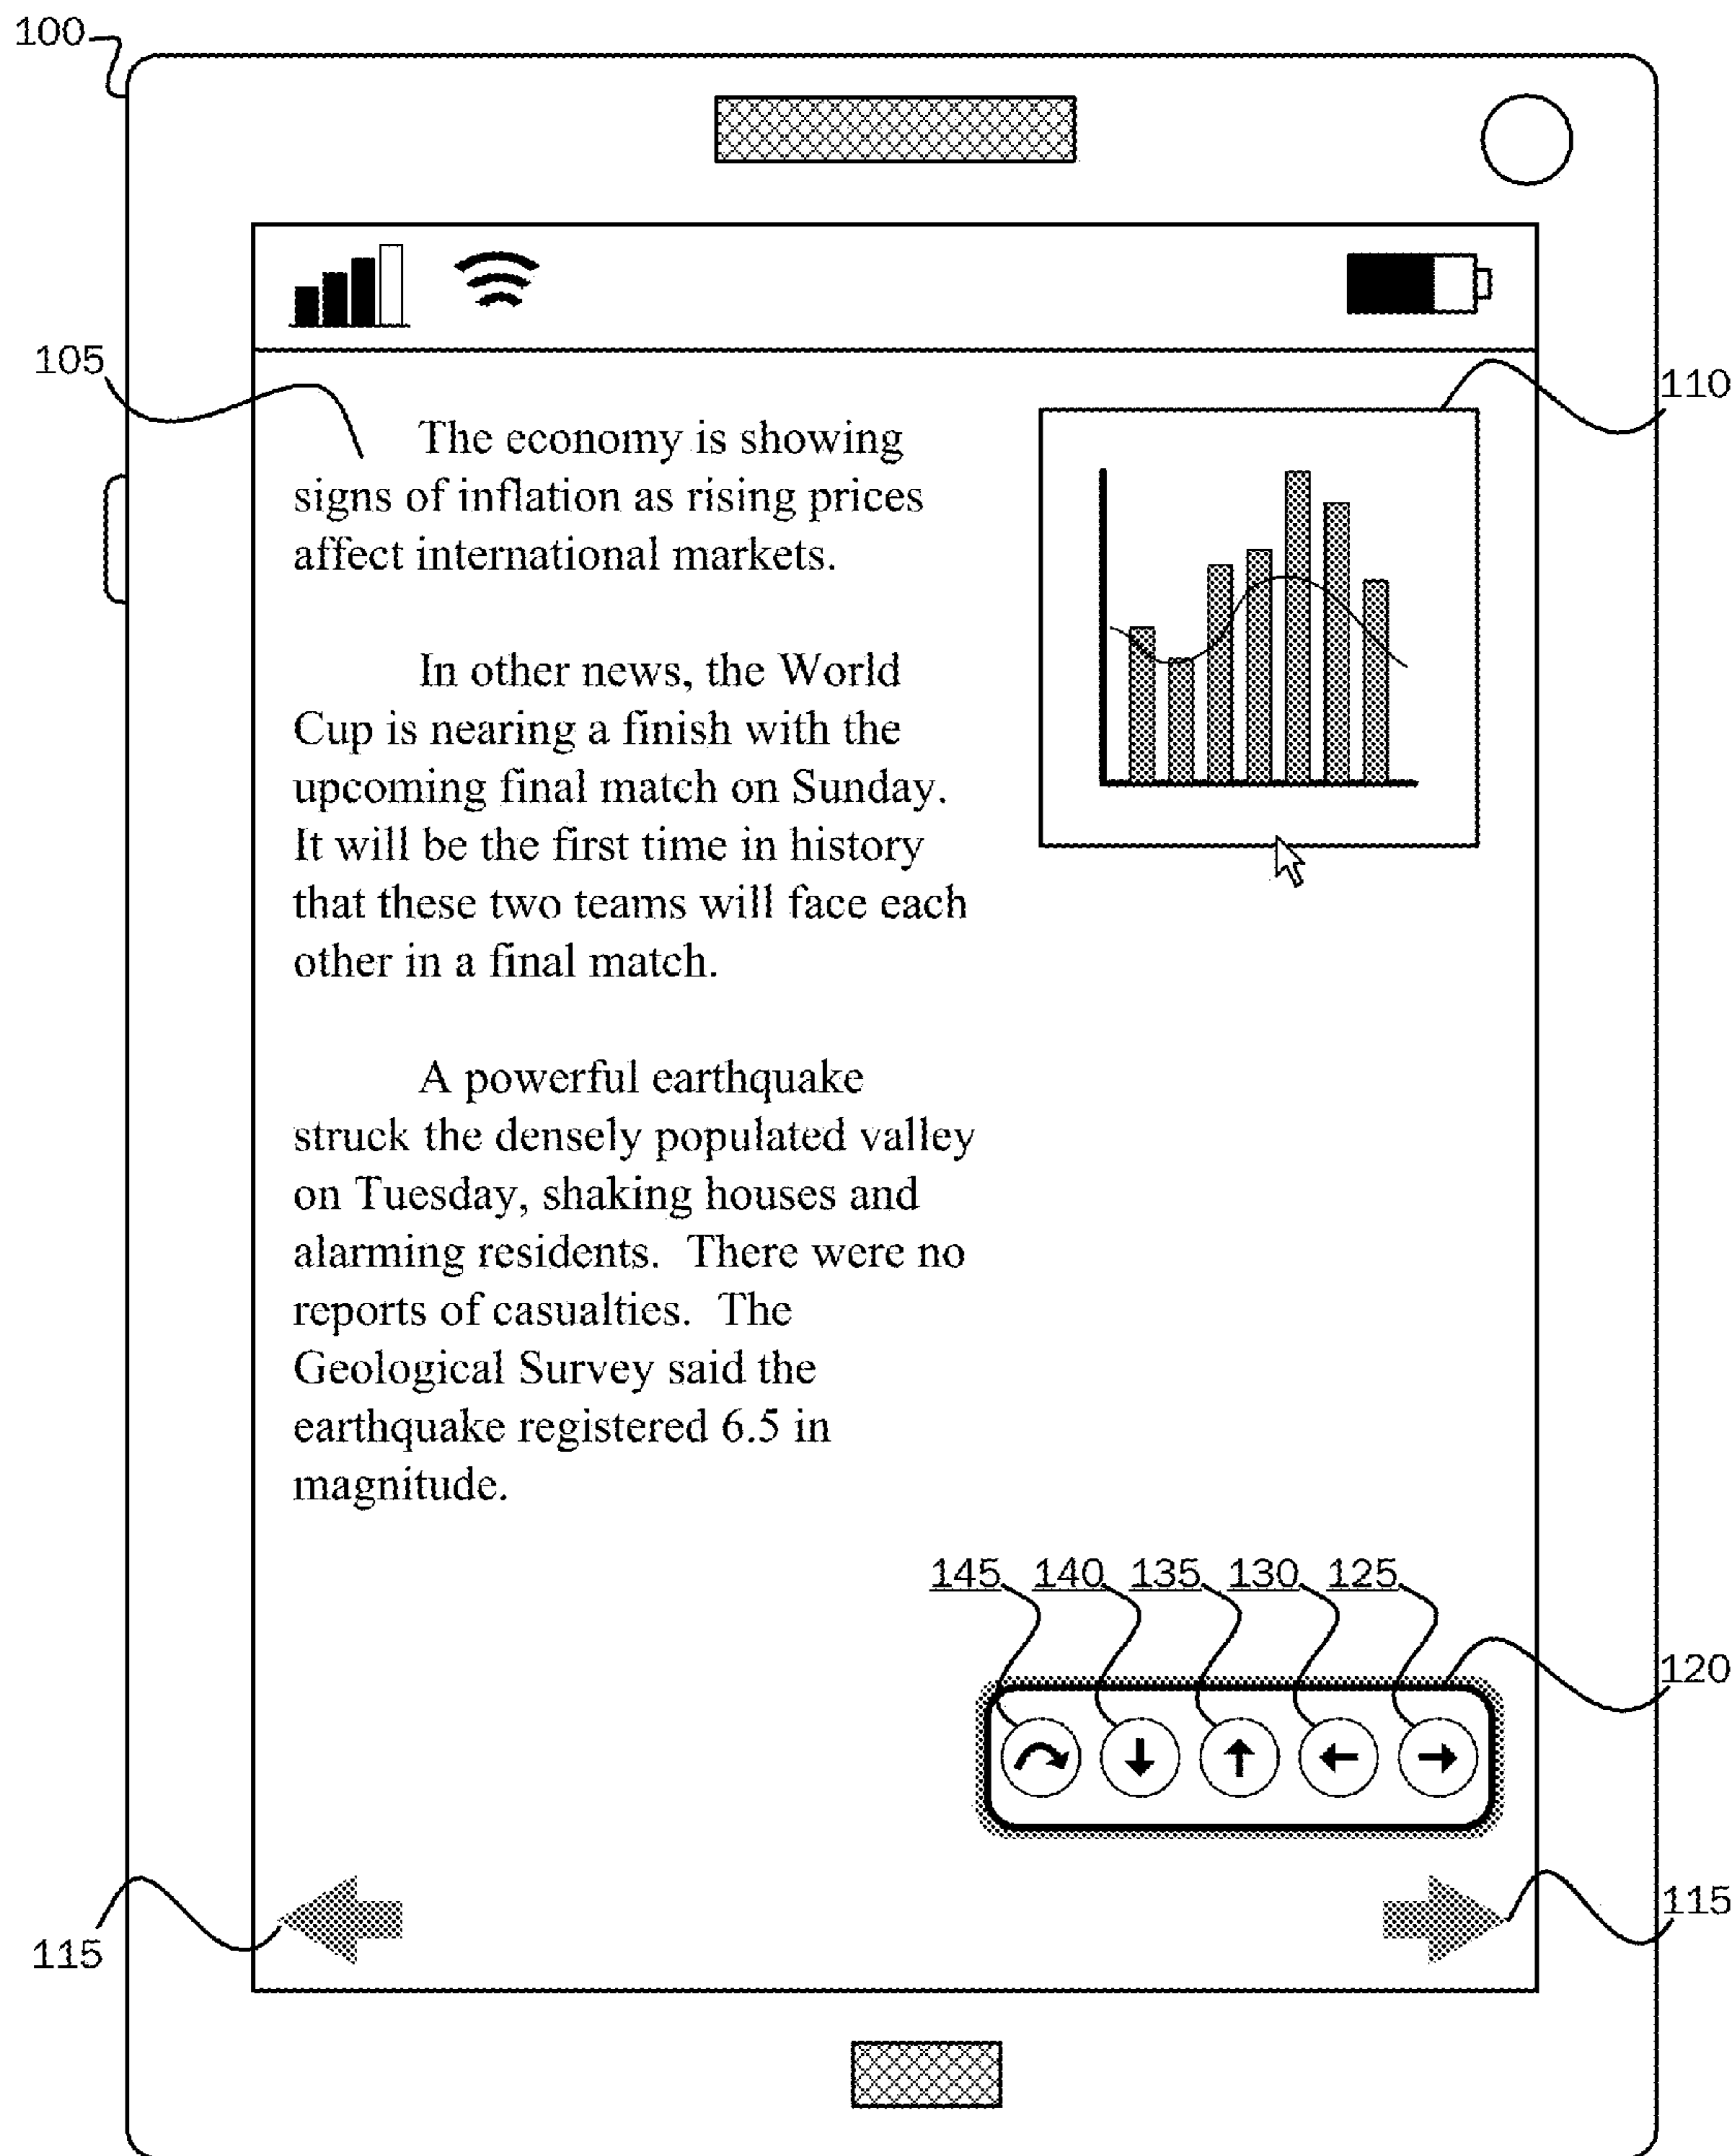 100
105
110
The economy is showing
signs of inflation as rising prices
affect international markets.
In other news, the World
Cup is nearing a finish with the
upcoming final match on Sunday.
It will be the first time in history
that these two teams will face each
other in a final match.
A powerful earthquake
struck the densely populated valley
on Tuesday, shaking houses and
alarming residents.  There were no
reports of casualties.  The
Geological Survey said the
earthquake registered 6.5 in
magnitude.
145 140 135 130 125
120
115
115